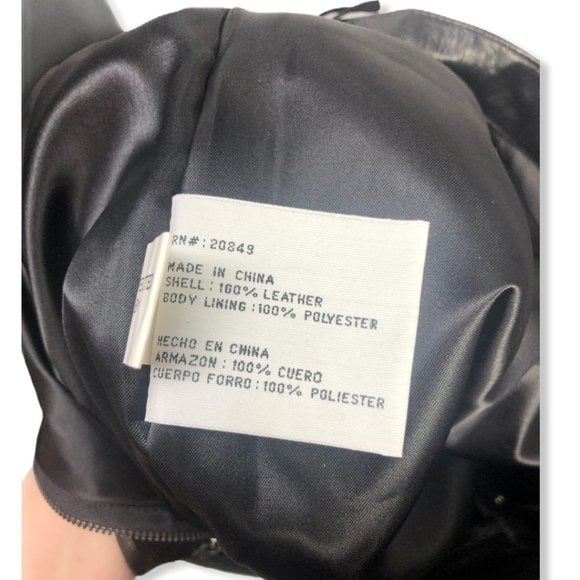 RN#:20849
MADE IN CHINA
SHELL:100% LEATHER
BODY LINING:100% POLYESTER
HECHO EN CHINA
ARMAZON:100% CUERO
CUERPO FORRO:100% POLIESTER